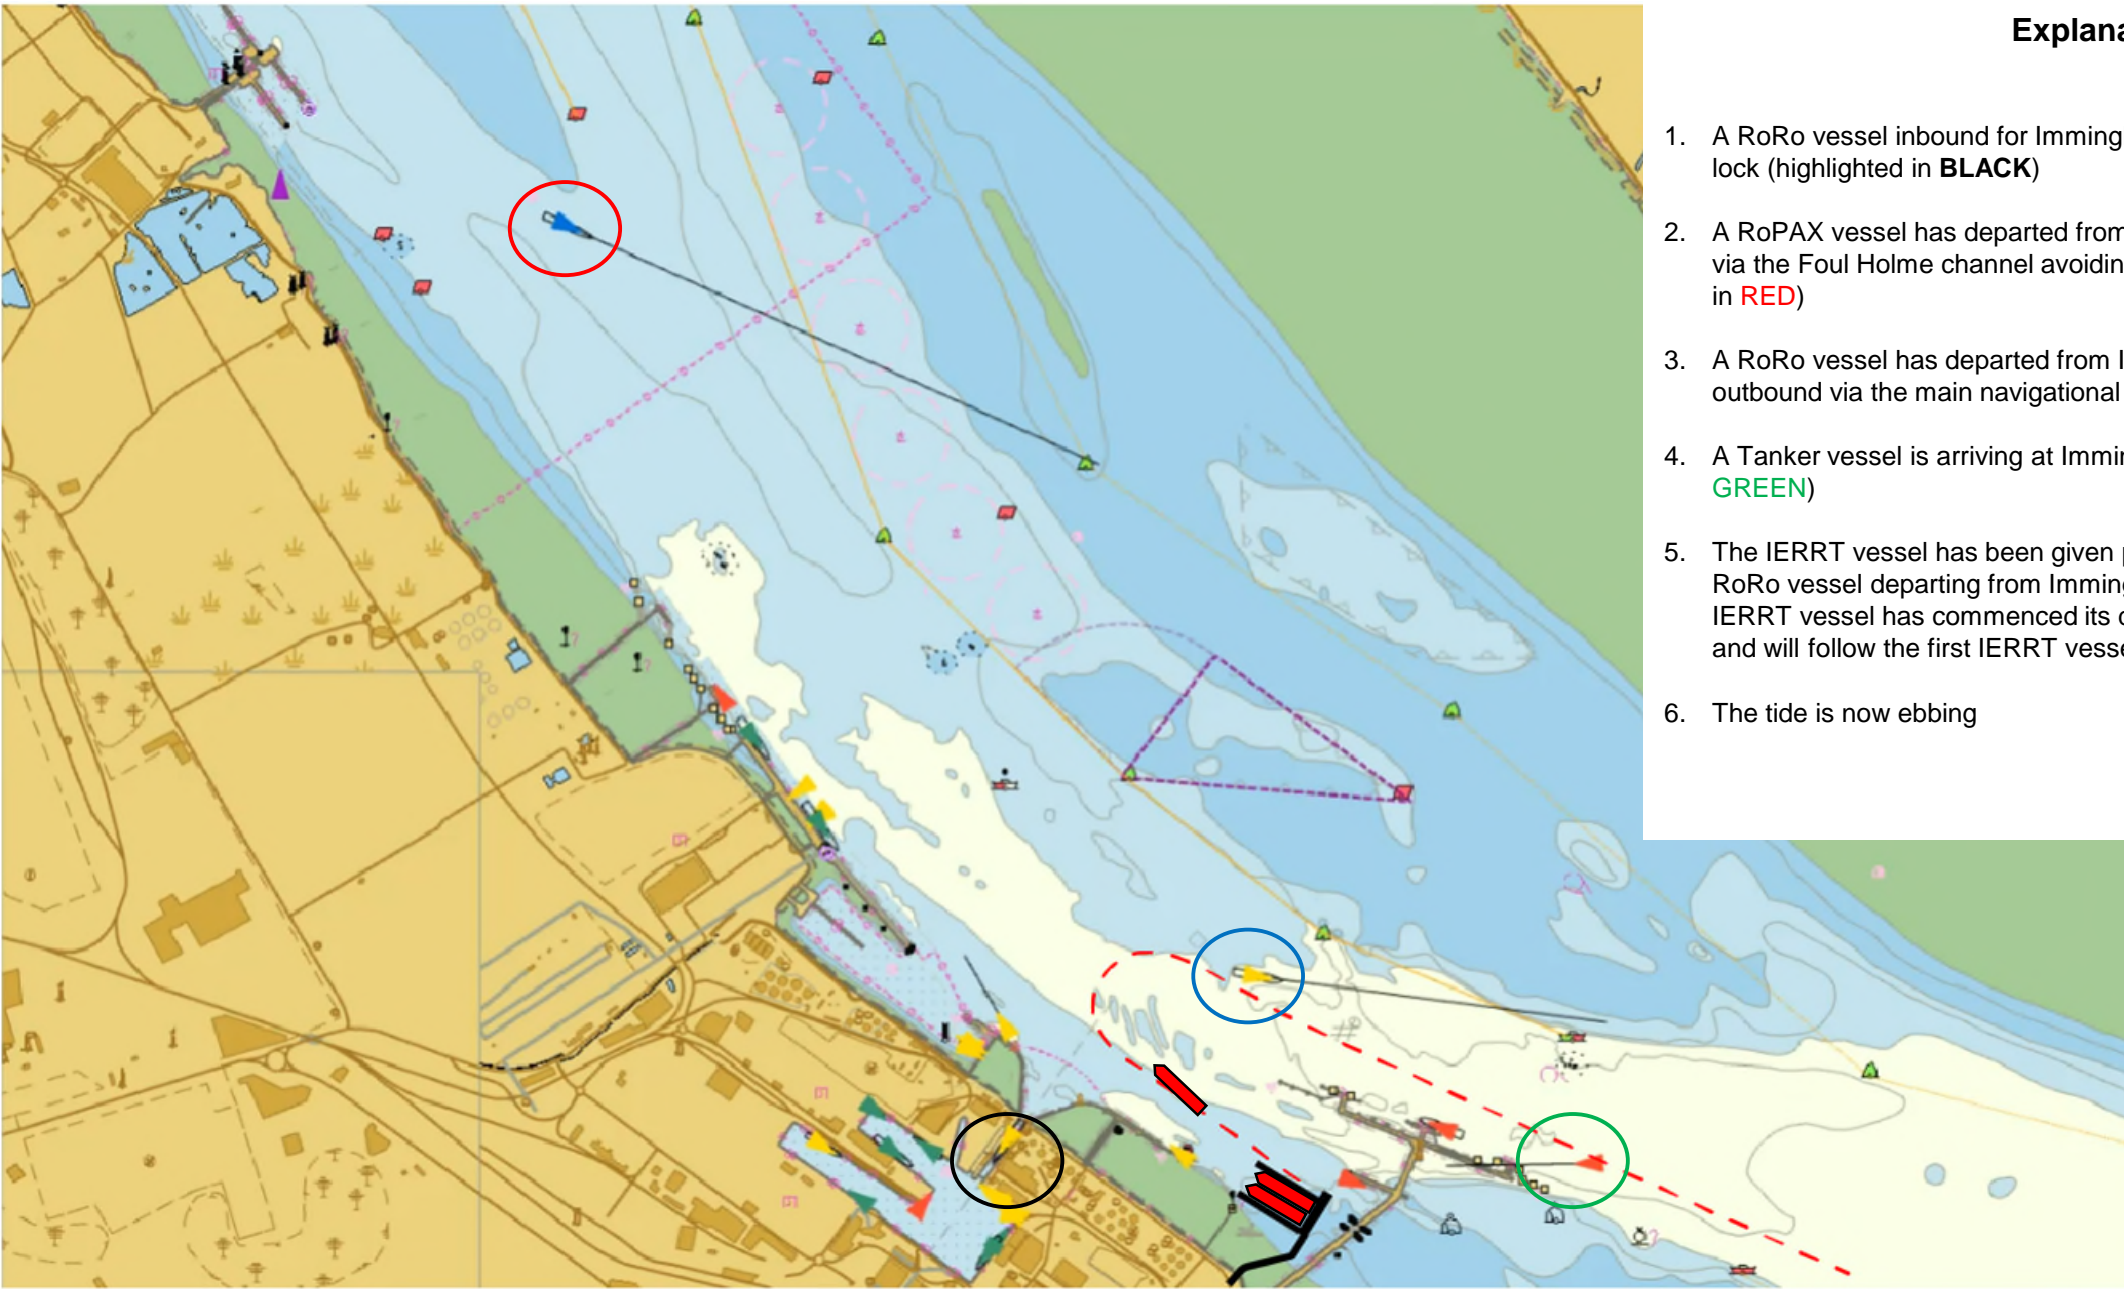 Explana
1. A RoRo vessel inbound for Imming
lock (highlighted in BLACK)
2. A RoPAX vessel has departed from
via the Foul Holme channel avoidin
in RED)
3. A RoRo vessel has departed from I
outbound via the main navigational
4. A Tanker vessel is arriving at Immin
GREEN)
5. The IERRT vessel has been given p
RoRo vessel departing from Imming
IERRT vessel has commenced its d
and will follow the first IERRT vesse
6. The tide is now ebbing